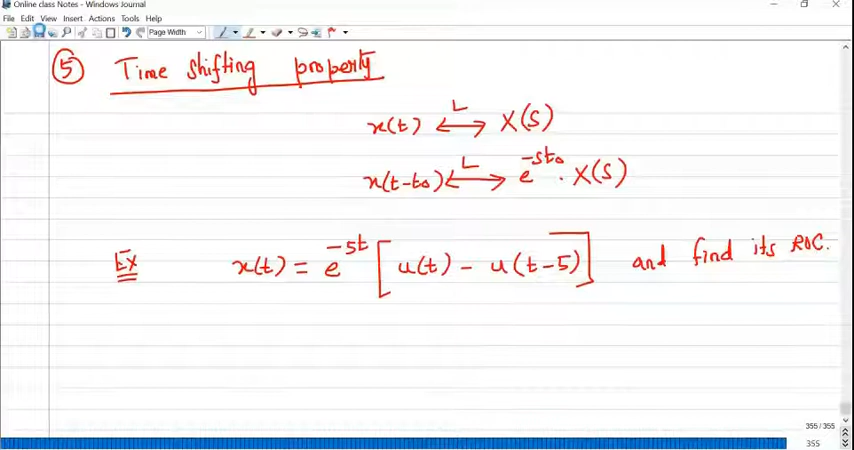 Online class Notes - Windows Journal
File Edit View Insert Actions Tools Help
Page Width
⑤ Time shifting property
x(t) ⟷ᴸ X(S)
x(t-t₀) ⟷ᴸ e^{-st₀} . X(S)
Ex x(t) = e^{-5t} [u(t) - u(t-5)] and find its ROC.
355 / 355
355